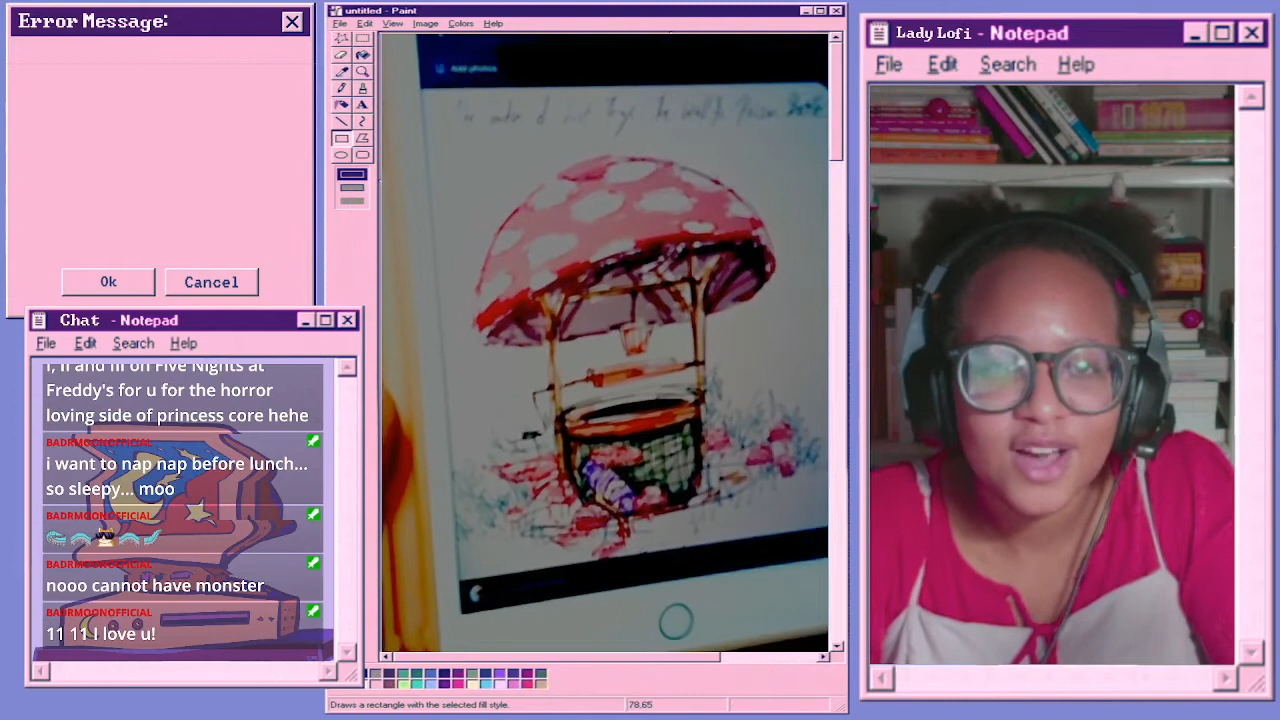 Error Message:
Ok
Cancel
untitled - Paint
File Edit View Image Colors Help
Add photos
Draws a rectangle with the selected fill style.
78,65
Chat - Notepad
File Edit Search Help
Freddy's for u for the horror
loving side of princess core hehe
BADRMOONOFFICIAL
i want to nap nap before lunch...
so sleepy... moo
BADRMOONOFFICIAL
BADRMOONOFFICIAL
nooo cannot have monster
BADRMOONOFFICIAL
11 11 I love u!
Lady Lofi - Notepad
File Edit Search Help